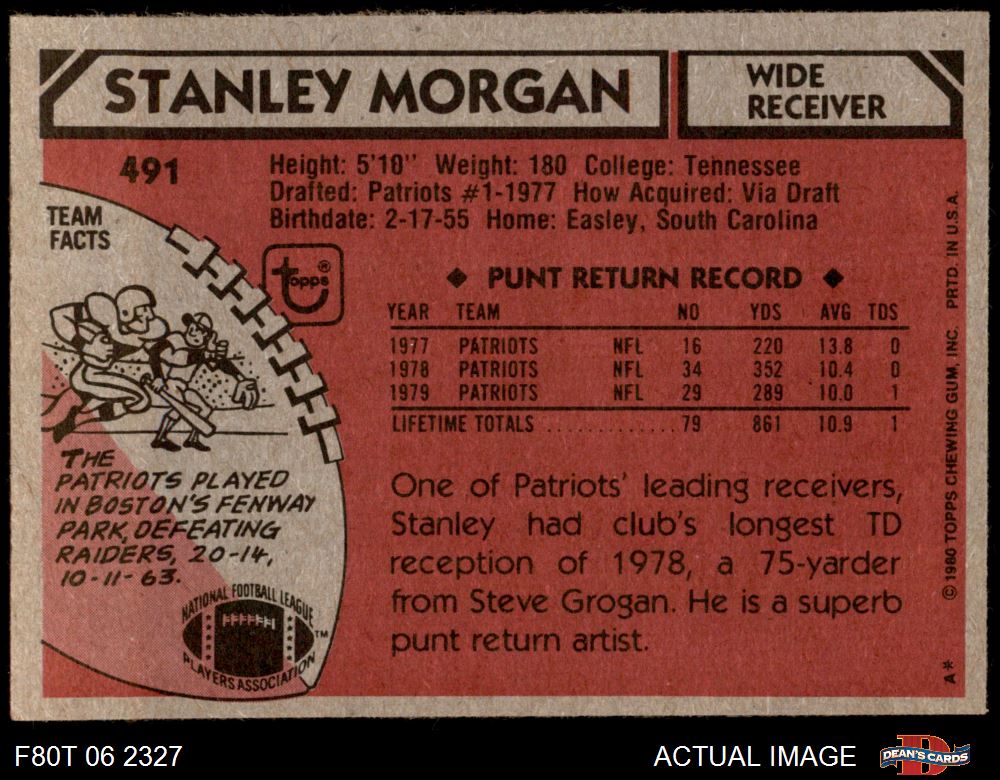 STANLEY MORGAN
WIDE
RECEIVER
491
Height: 5'10" Weight: 180 College: Tennessee
Drafted: Patriots #1-1977 How Acquired: Via Draft
Birthdate: 2-17-55 Home: Easley, South Carolina
TEAM
FACTS
topps®
◆ PUNT RETURN RECORD ◆
YEAR TEAM NO YDS AVG TDS
1977 PATRIOTS NFL 16 220 13.8 0
1978 PATRIOTS NFL 34 352 10.4 0
1979 PATRIOTS NFL 29 289 10.0 1
LIFETIME TOTALS ............. 79 861 10.9 1
THE
PATRIOTS PLAYED
IN BOSTON'S FENWAY
PARK, DEFEATING
RAIDERS, 20-14,
10-11-63.
NATIONAL FOOTBALL LEAGUE
PLAYERS ASSOCIATION™
One of Patriots' leading receivers,
Stanley had club's longest TD
reception of 1978, a 75-yarder
from Steve Grogan. He is a superb
punt return artist.
A* © 1980 TOPPS CHEWING GUM, INC. PRTD. IN U.S.A.
F80T 06 2327
ACTUAL IMAGE
DEAN'S CARDS